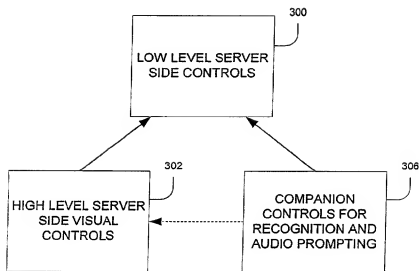 300
LOW LEVEL SERVER
SIDE CONTROLS
302
HIGH LEVEL SERVER
SIDE VISUAL
CONTROLS
306
COMPANION
CONTROLS FOR
RECOGNITION AND
AUDIO PROMPTING